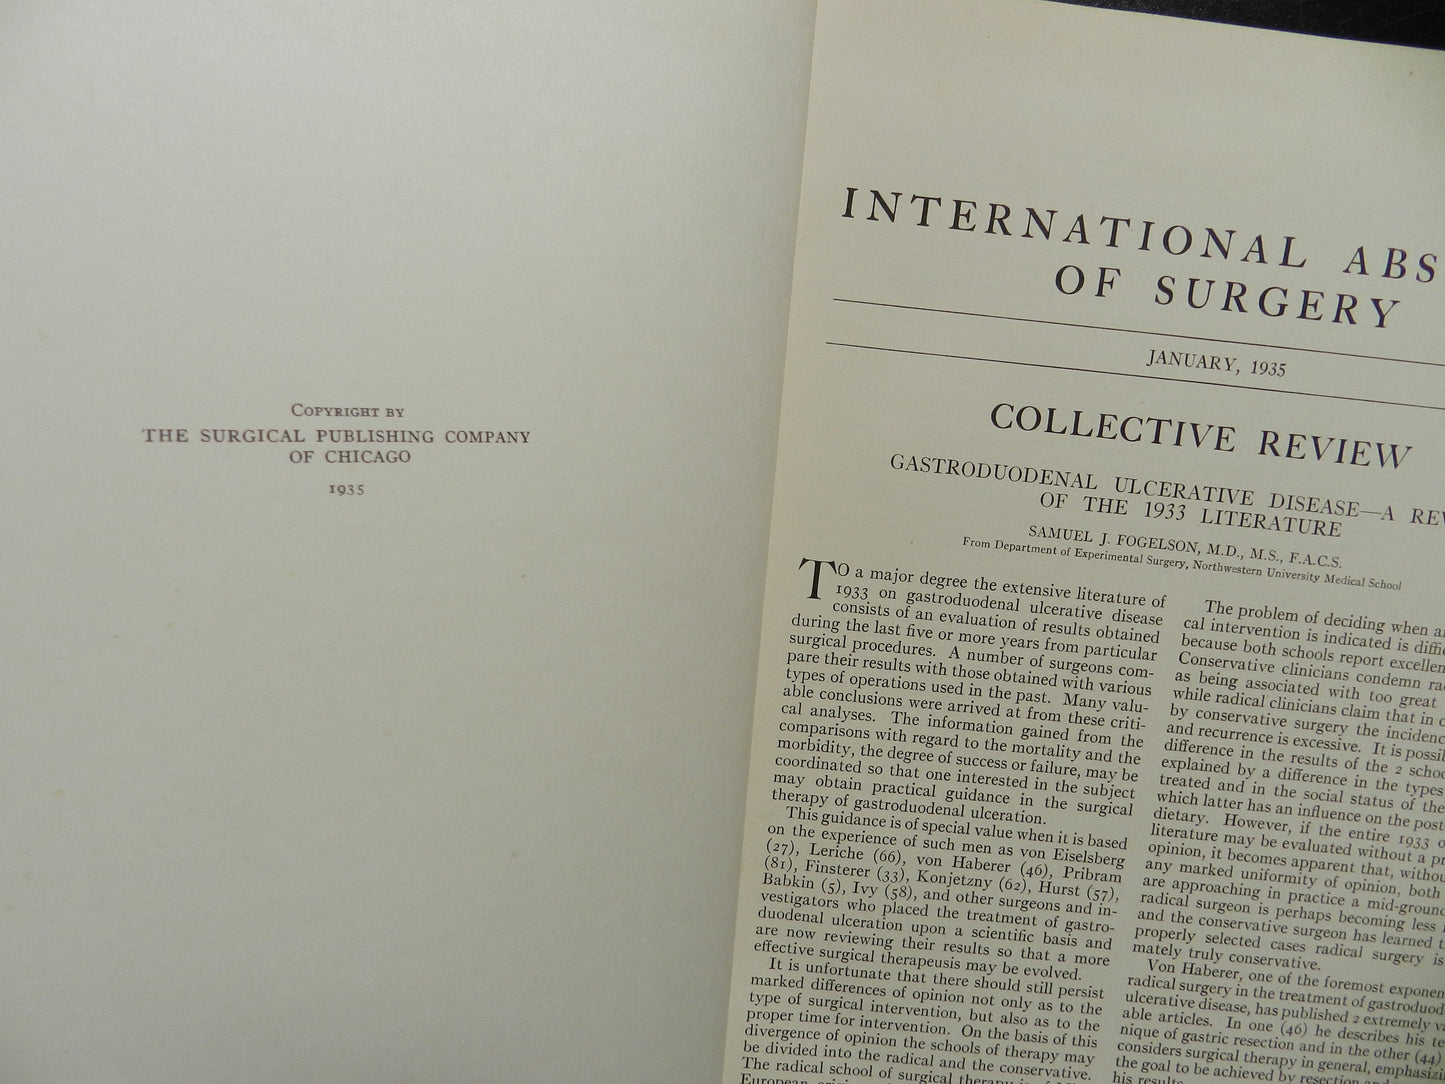 COPYRIGHT BY
THE SURGICAL PUBLISHING COMPANY
OF CHICAGO
1935
INTERNATIONAL ABS
OF SURGERY
JANUARY, 1935
COLLECTIVE REVIEW
GASTRODUODENAL ULCERATIVE DISEASE—A REV
OF THE 1933 LITERATURE
SAMUEL J. FOGELSON, M.D., M.S., F.A.C.S.
From Department of Experimental Surgery, Northwestern University Medical School
TO a major degree the extensive literature of
1933 on gastroduodenal ulcerative disease
consists of an evaluation of results obtained
during the last five or more years from particular
surgical procedures. A number of surgeons com-
pare their results with those obtained with various
types of operations used in the past. Many valu-
able conclusions were arrived at from these criti-
cal analyses. The information gained from the
comparisons with regard to the mortality and the
morbidity, the degree of success or failure, may be
coordinated so that one interested in the subject
may obtain practical guidance in the surgical
therapy of gastroduodenal ulceration.
This guidance is of special value when it is based
on the experience of such men as von Eiselsberg
(27), Leriche (66), von Haberer (46), Pribram
(81), Finsterer (33), Konjetzny (62), Hurst (57),
Babkin (5), Ivy (58), and other surgeons and in-
vestigators who placed the treatment of gastro-
duodenal ulceration upon a scientific basis and
are now reviewing their results so that a more
effective surgical therapeusis may be evolved.
It is unfortunate that there should still persist
marked differences of opinion not only as to the
type of surgical intervention, but also as to the
proper time for intervention. On the basis of this
divergence of opinion the schools of therapy may
be divided into the radical and the conservative.
The radical school of surgical therapy is of
European
The problem of deciding when a
cal intervention is indicated is diffic
because both schools report excellen
Conservative clinicians condemn ra
as being associated with too great
while radical clinicians claim that in c
by conservative surgery the incidenc
and recurrence is excessive. It is possib
difference in the results of the 2 schoo
explained by a difference in the types
treated and in the social status of the
which latter has an influence on the post
dietary. However, if the entire 1933
literature may be evaluated without a pr
opinion, it becomes apparent that, withou
any marked uniformity of opinion, both
are approaching in practice a mid-ground
radical surgeon is perhaps becoming less
and the conservative surgeon has learned t
properly selected cases radical surgery is
mately truly conservative.
Von Haberer, one of the foremost exponen
radical surgery in the treatment of gastroduod
ulcerative disease, has published 2 extremely va
able articles. In one (46) he describes his te
nique of gastric resection and in the other (44)
considers surgical therapy in general, emphasizi
the goal to be achieved by resection
his results